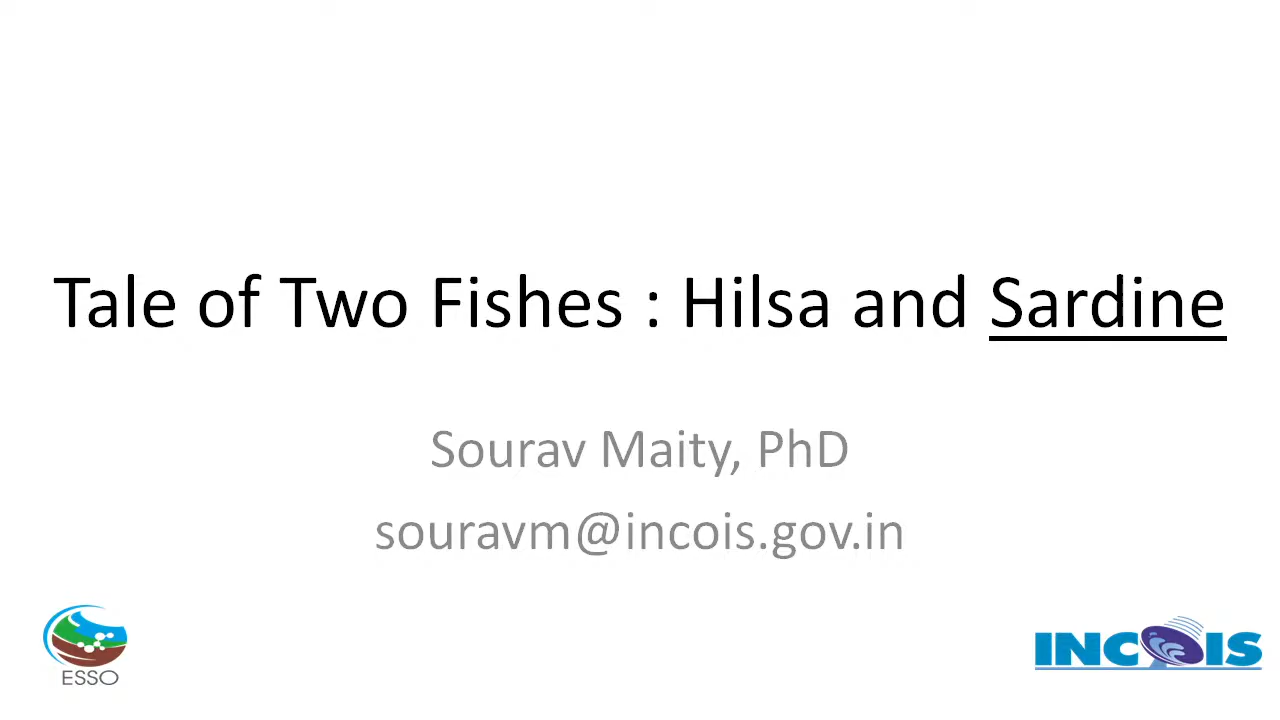 Tale of Two Fishes : Hilsa and Sardine
Sourav Maity, PhD
souravm@incois.gov.in
ESSO
INCOIS